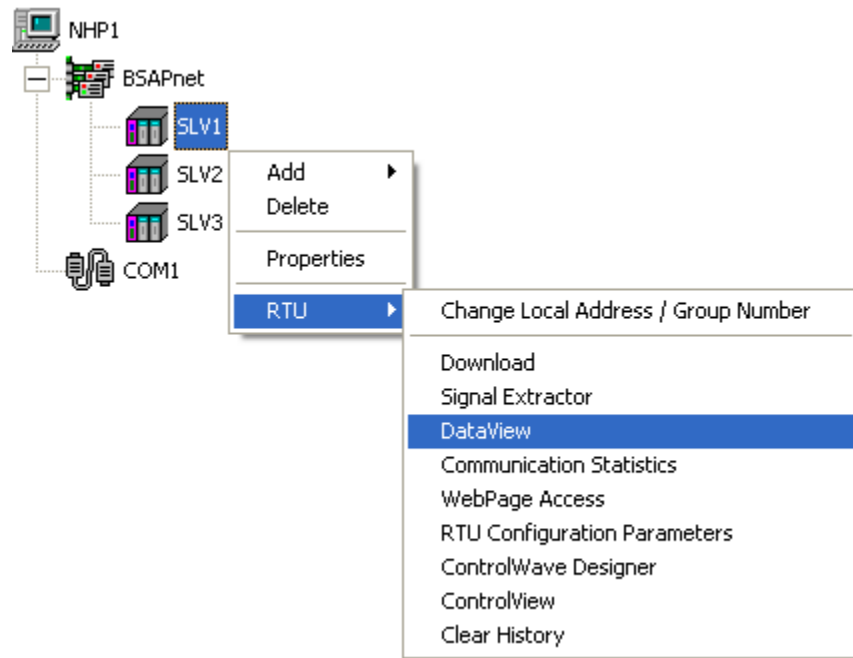 NHP1
BSAPnet
SLV1
SLV2
SLV3
COM1
Add
Delete
Properties
RTU
Change Local Address / Group Number
Download
Signal Extractor
DataView
Communication Statistics
WebPage Access
RTU Configuration Parameters
ControlWave Designer
ControlView
Clear History